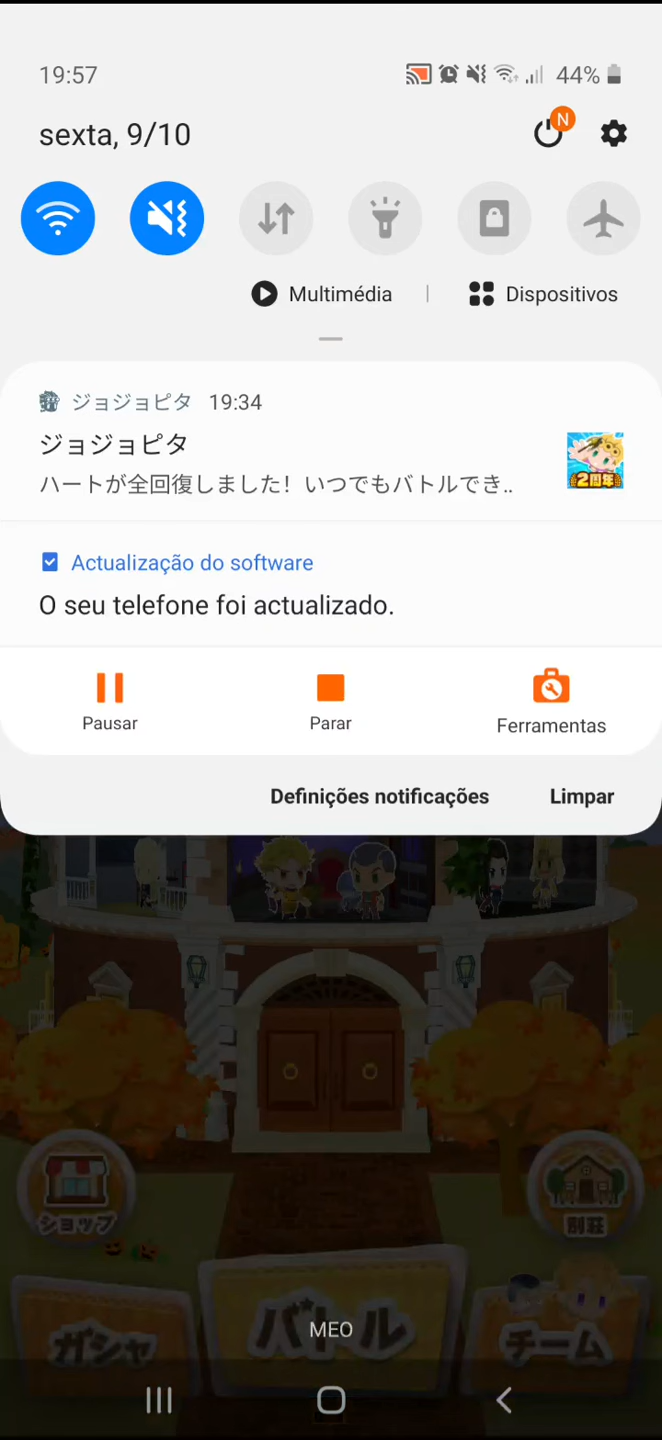 19:57
44%
sexta, 9/10
N
Multimédia | Dispositivos
ジョジョピタ 19:34
ジョジョピタ
ハートが全回復しました！いつでもバトルでき..
2周年
Actualização do software
O seu telefone foi actualizado.
Pausar Parar Ferramentas
Definições notificações Limpar
ショップ 別荘
ガシャ バトル チーム
MEO